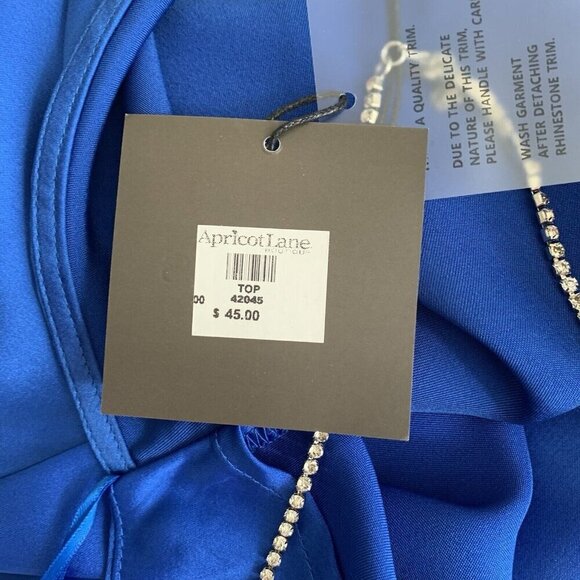 A QUALITY TRIM.
DUE TO THE DELICATE
NATURE OF THIS TRIM,
PLEASE HANDLE WITH CAR
WASH GARMENT
AFTER DETACHING
RHINESTONE TRIM.
ApricotLane
BOUTIQUE
TOP
00 42045
$ 45.00